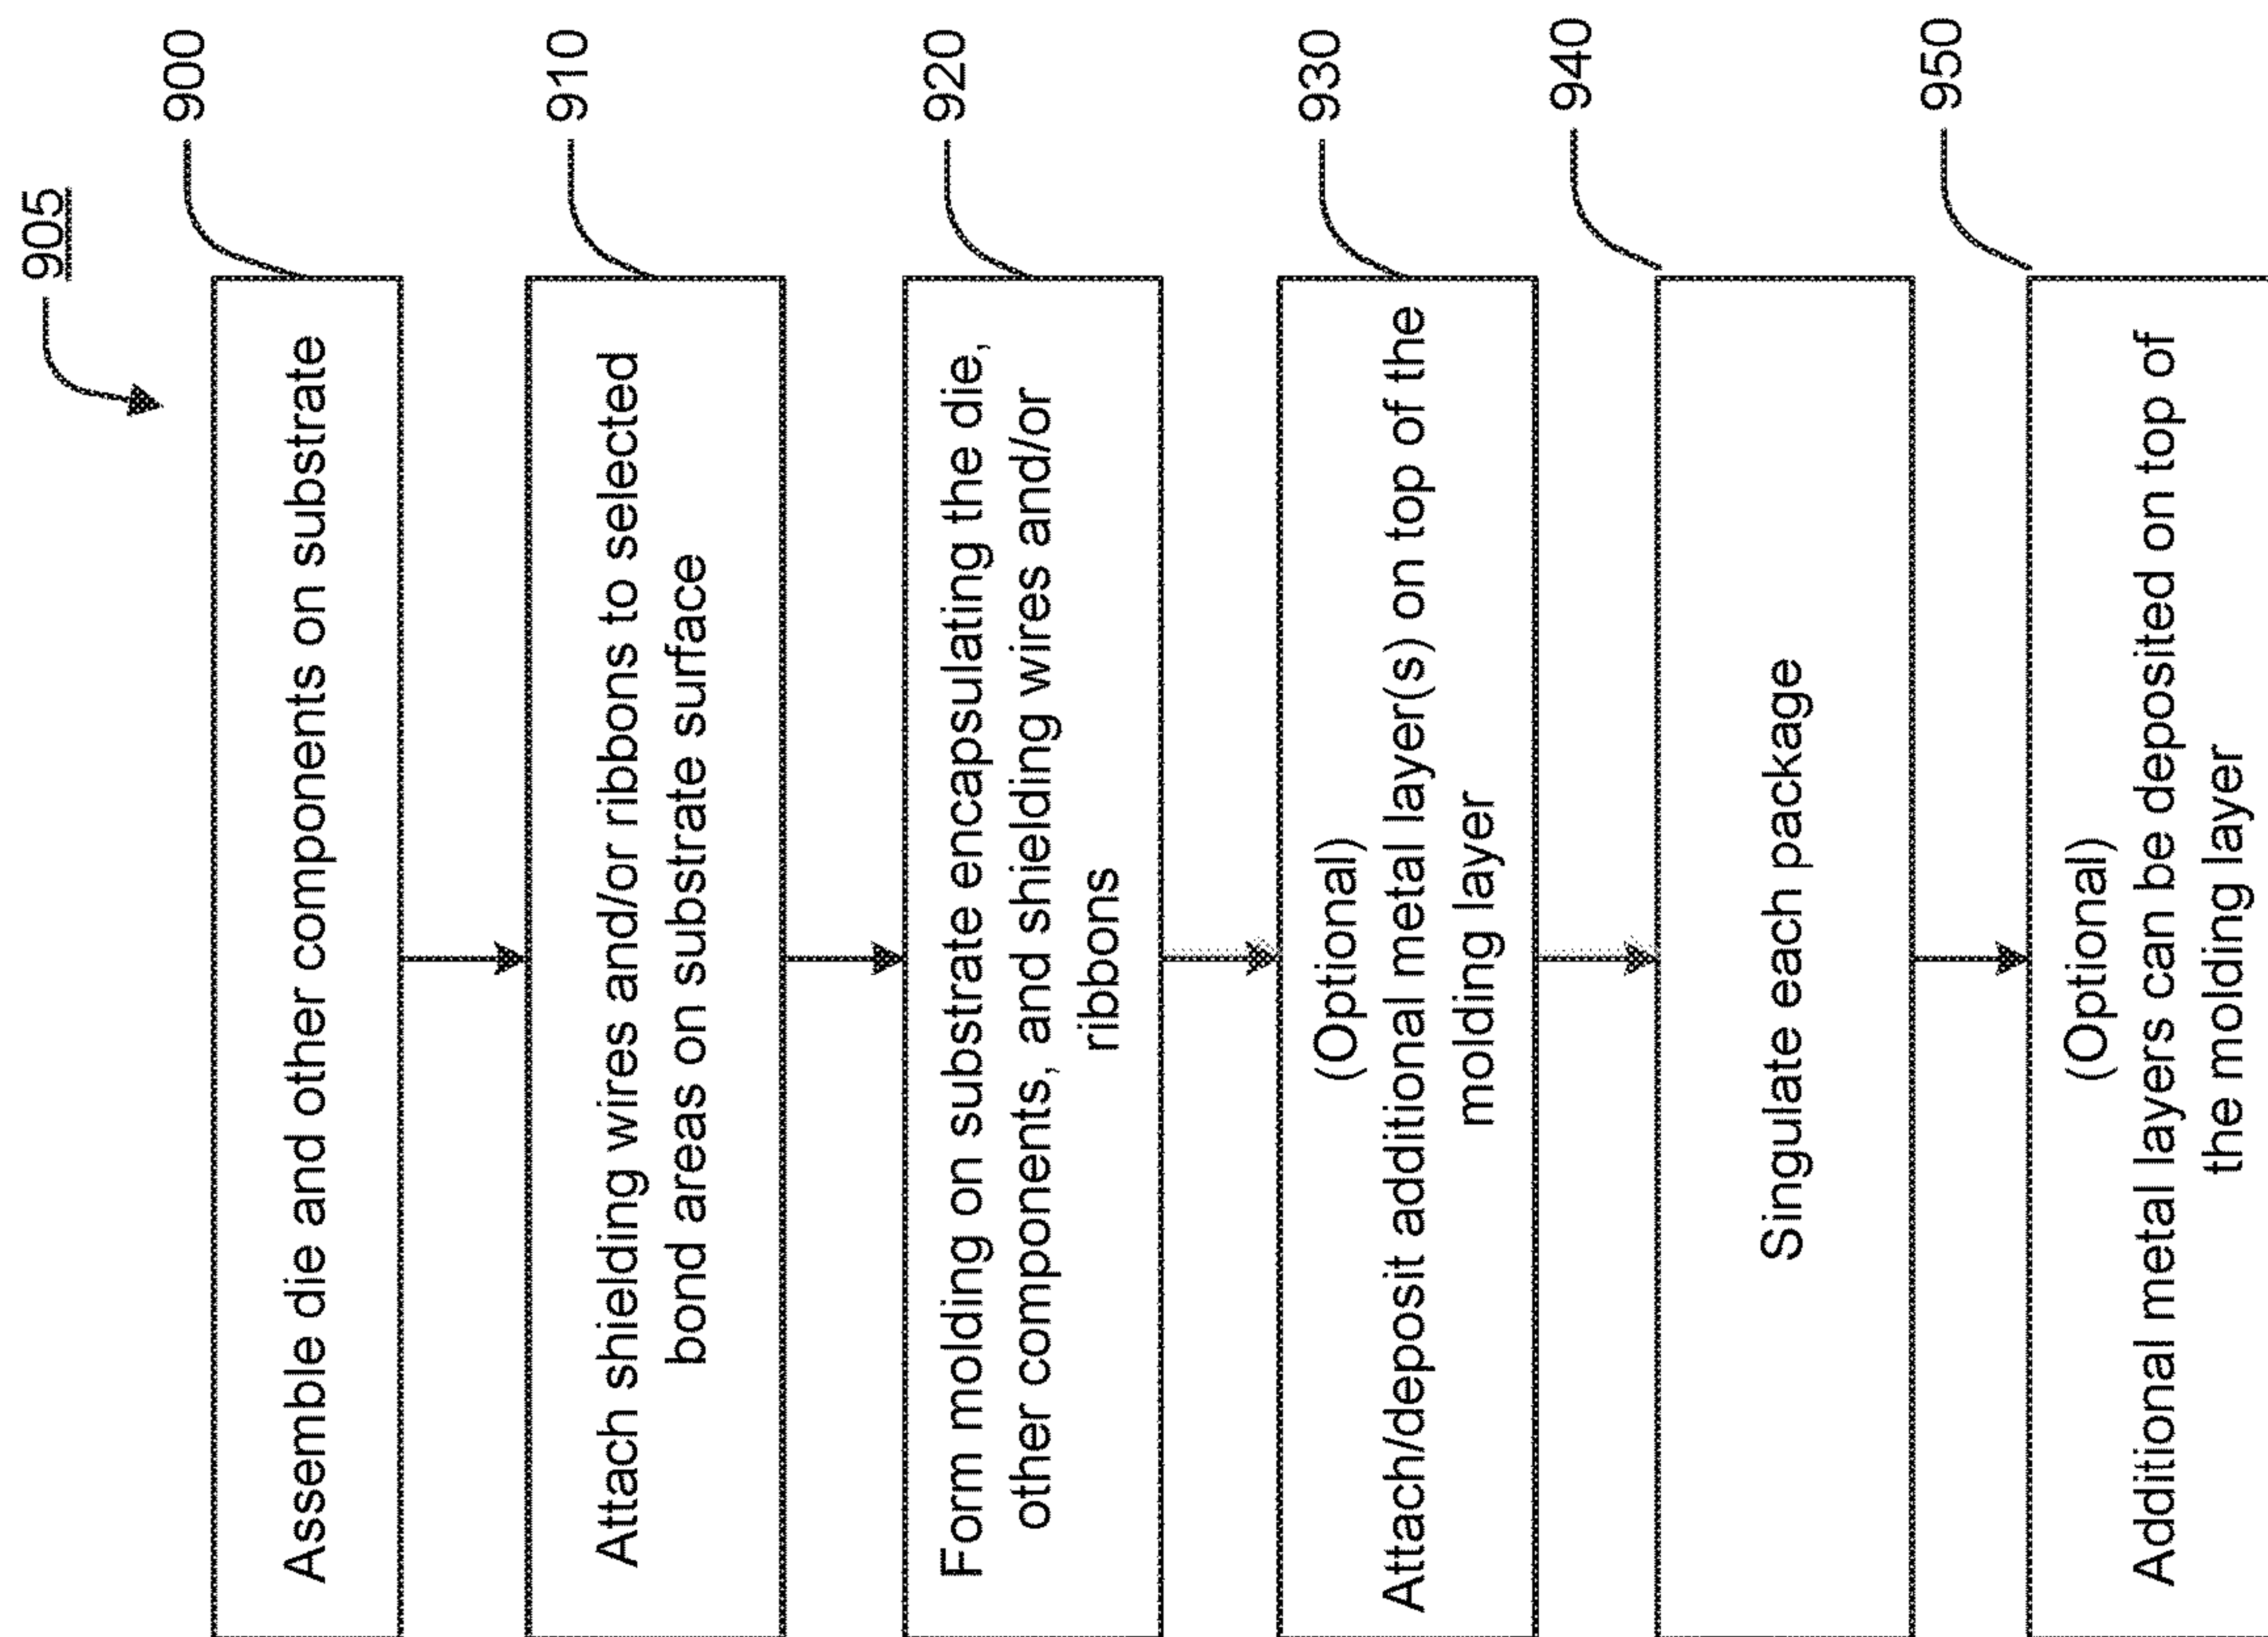 905
900
Assemble die and other components on substrate
910
Attach shielding wires and/or ribbons to selected
bond areas on substrate surface
920
Form molding on substrate encapsulating the die,
other components, and shielding wires and/or
ribbons
930
(Optional)
Attach/deposit additional metal layer(s) on top of the
molding layer
940
Singulate each package
950
(Optional)
Additional metal layers can be deposited on top of
the molding layer